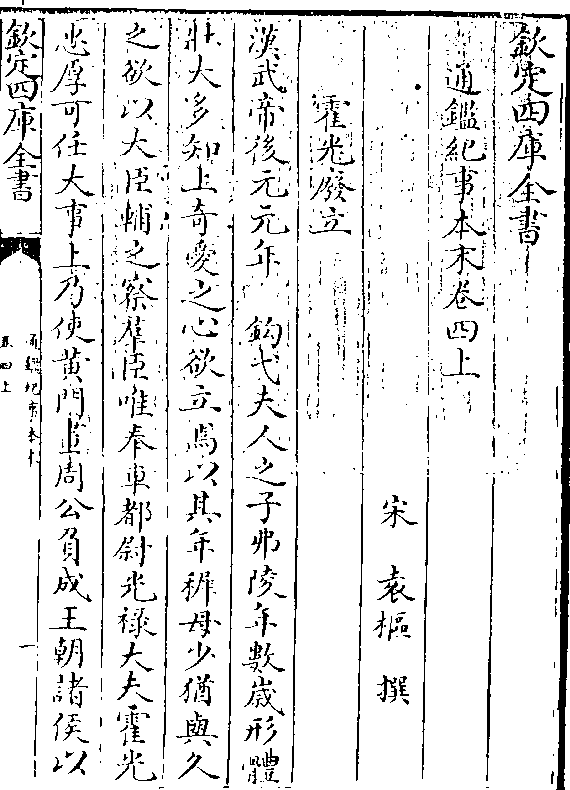 欽定四庫全書
通鑑紀事本末卷四上
宋 袁樞 撰
霍光廢立
漢武帝後元元年 鈎弋夫人之子弗陵年數歲形體
壯大多知上奇愛之心欲立焉以其年穉母少猶與久
之欲以大臣輔之察羣臣唯奉車都尉光祿大夫霍光
忠厚可任大事上乃使黃門畫周公負成王朝諸侯以
欽定四庫全書
通鑑紀事本末
卷四上
一